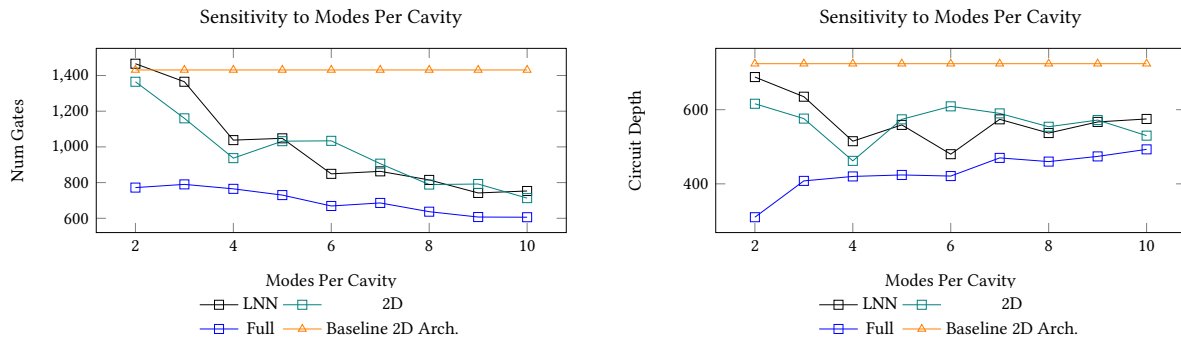 Sensitivity to Modes Per Cavity
Num Gates
1,400
1,200
1,000
800
600
2 4 6 8 10
Modes Per Cavity
LNN 2D
Full Baseline 2D Arch.
Sensitivity to Modes Per Cavity
Circuit Depth
600
400
2 4 6 8 10
Modes Per Cavity
LNN 2D
Full Baseline 2D Arch.